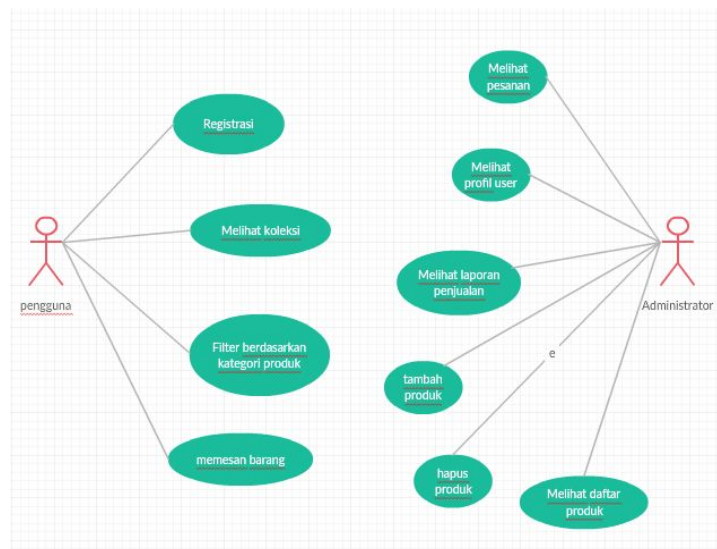 Melihat
pesanan
Registrasi
Melihat
profil user
Melihat koleksi
Melihat laporan
penjualan
pengguna
Administrator
Filter berdasarkan
kategori produk
e
tambah
produk
memesan barang
hapus
produk
Melihat daftar
produk